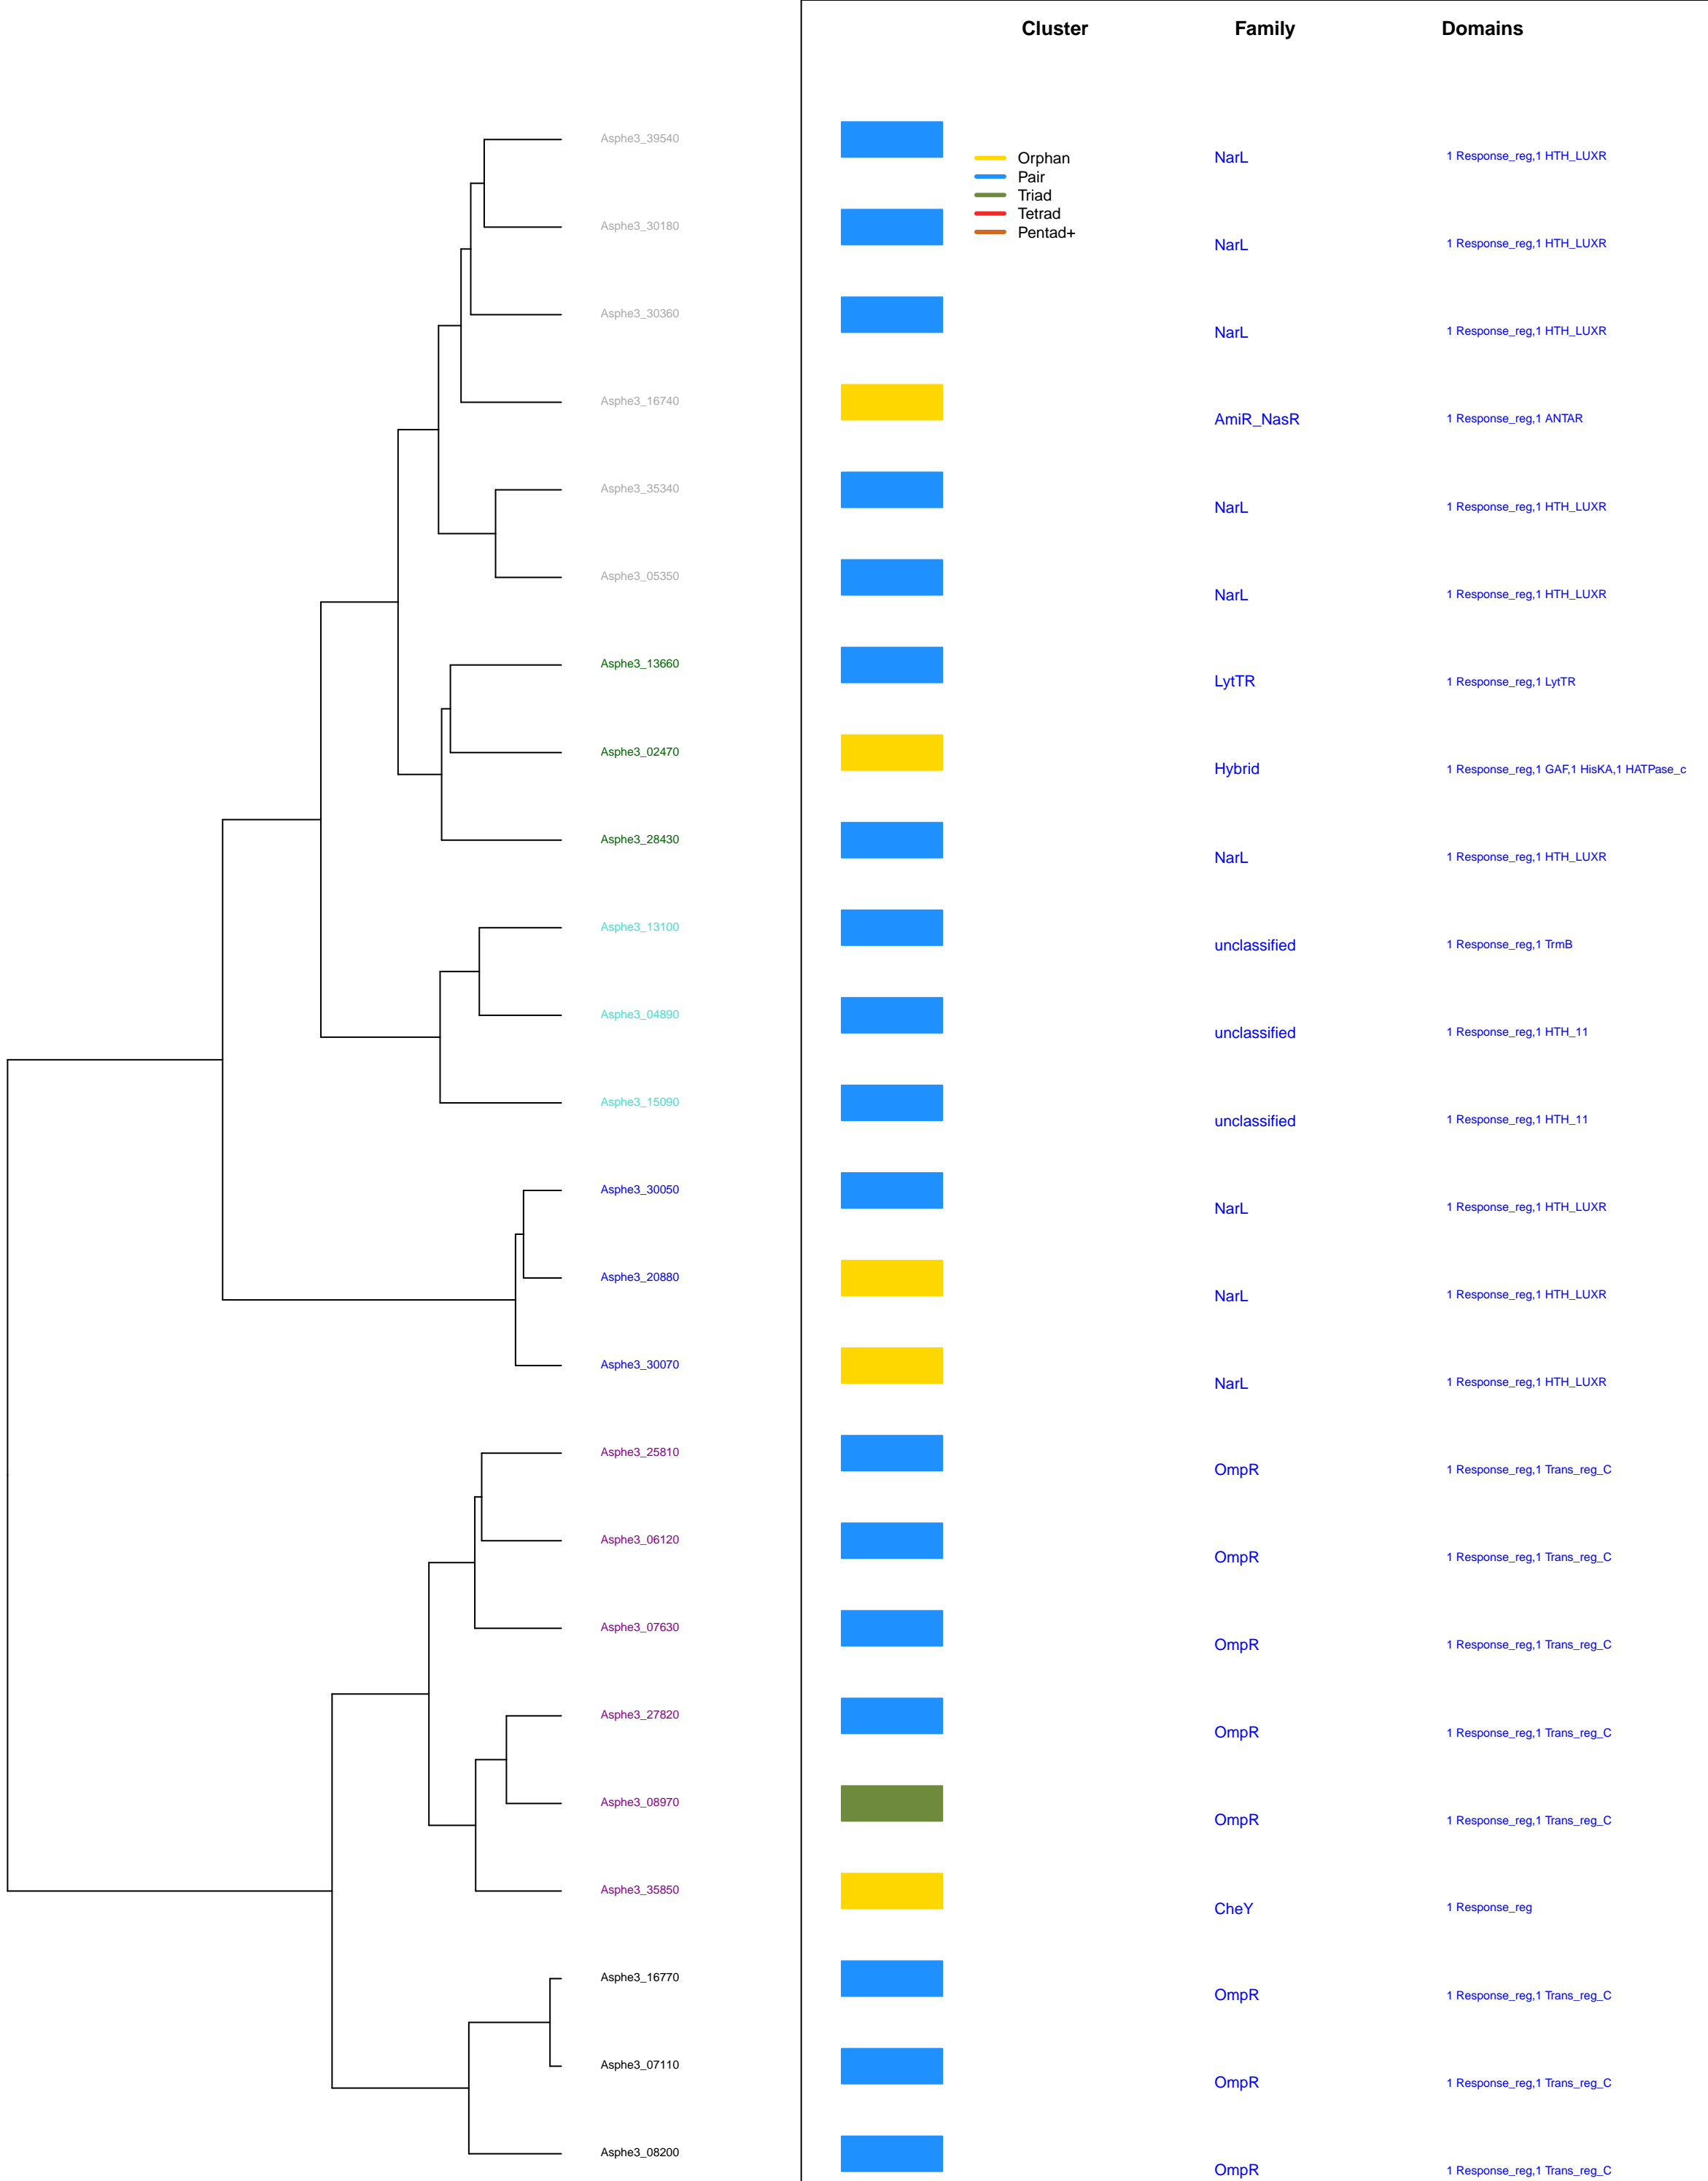 Cluster Family Domains
Asphe3_39540 NarL 1 Response_reg,1 HTH_LUXR
Orphan
Pair
Triad
Tetrad
Pentad+
Asphe3_30180 NarL 1 Response_reg,1 HTH_LUXR
Asphe3_30360 NarL 1 Response_reg,1 HTH_LUXR
Asphe3_16740 AmiR_NasR 1 Response_reg,1 ANTAR
Asphe3_35340 NarL 1 Response_reg,1 HTH_LUXR
Asphe3_05350 NarL 1 Response_reg,1 HTH_LUXR
Asphe3_13660 LytTR 1 Response_reg,1 LytTR
Asphe3_02470 Hybrid 1 Response_reg,1 GAF,1 HisKA,1 HATPase_c
Asphe3_28430 NarL 1 Response_reg,1 HTH_LUXR
Asphe3_13100 unclassified 1 Response_reg,1 TrmB
Asphe3_04890 unclassified 1 Response_reg,1 HTH_11
Asphe3_15090 unclassified 1 Response_reg,1 HTH_11
Asphe3_30050 NarL 1 Response_reg,1 HTH_LUXR
Asphe3_20880 NarL 1 Response_reg,1 HTH_LUXR
Asphe3_30070 NarL 1 Response_reg,1 HTH_LUXR
Asphe3_25810 OmpR 1 Response_reg,1 Trans_reg_C
Asphe3_06120 OmpR 1 Response_reg,1 Trans_reg_C
Asphe3_07630 OmpR 1 Response_reg,1 Trans_reg_C
Asphe3_27820 OmpR 1 Response_reg,1 Trans_reg_C
Asphe3_08970 OmpR 1 Response_reg,1 Trans_reg_C
Asphe3_35850 CheY 1 Response_reg
Asphe3_16770 OmpR 1 Response_reg,1 Trans_reg_C
Asphe3_07110 OmpR 1 Response_reg,1 Trans_reg_C
Asphe3_08200 OmpR 1 Response_reg,1 Trans_reg_C